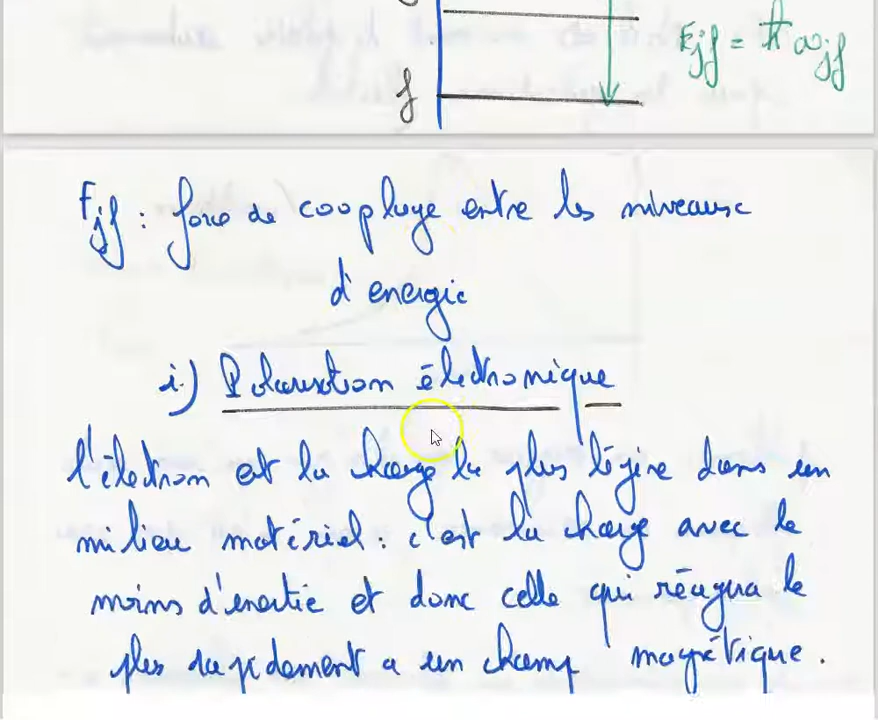 E_jf = ħω_jf
f
F_jf : force de couplage entre les niveaux
d'energie
i.) Polarisation électronique
l'électron est la charge la plus légère dans un
milieu matériel : c'est la charge avec le
moins d'inertie et donc celle qui réagira le
plus rapidement a un champ magnétique.